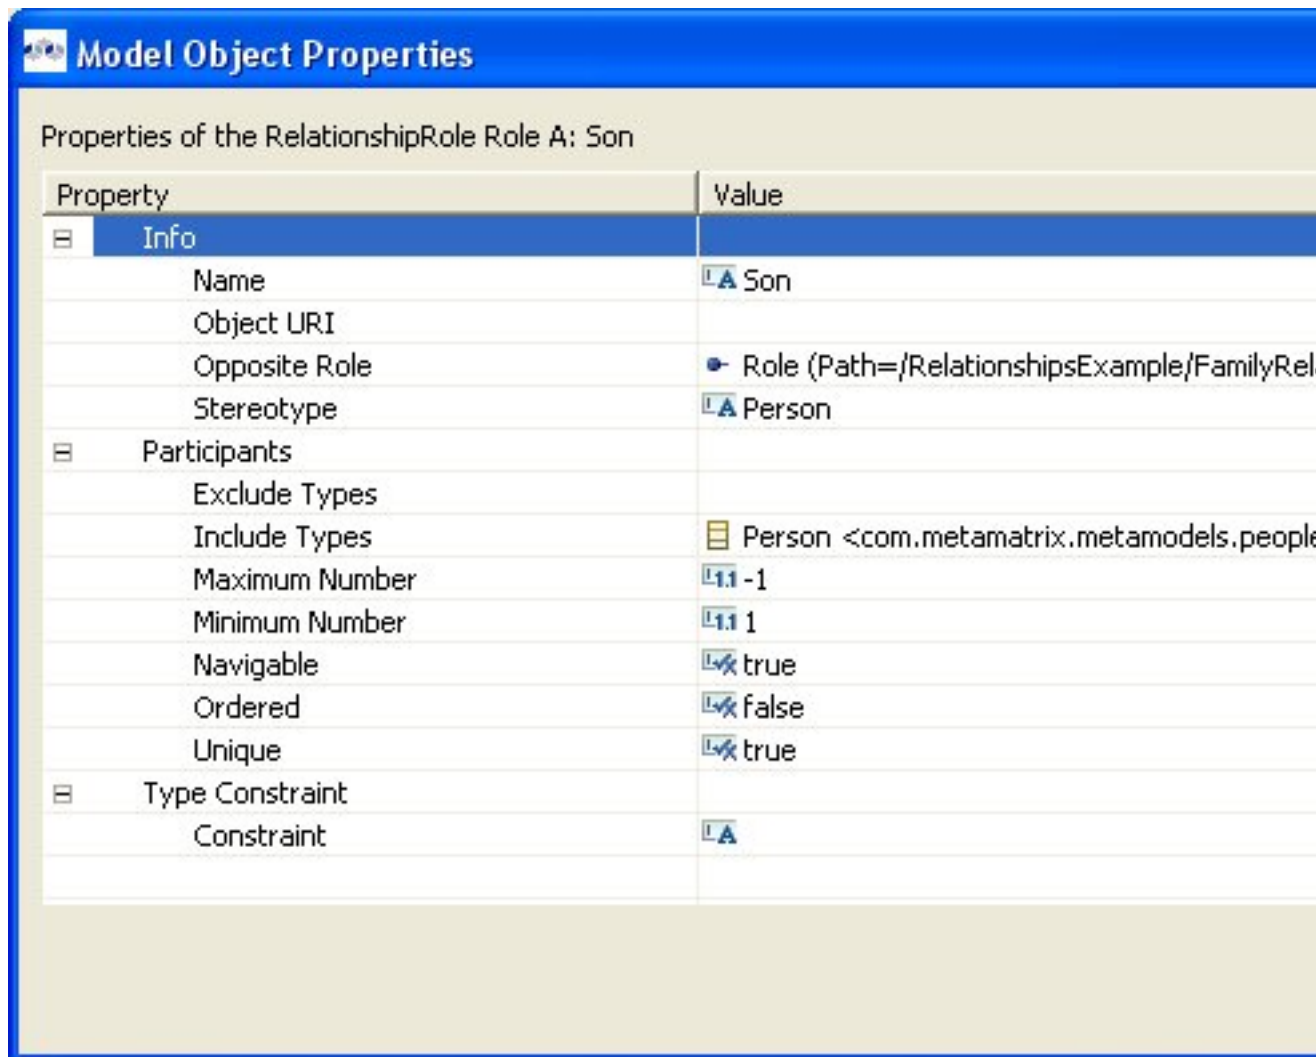 Model Object Properties
Properties of the RelationshipRole Role A: Son
Property Value
Info
Name Son
Object URI
Opposite Role Role (Path=/RelationshipsExample/FamilyRel
Stereotype Person
Participants
Exclude Types
Include Types Person <com.metamatrix.metamodels.people
Maximum Number -1
Minimum Number 1
Navigable true
Ordered false
Unique true
Type Constraint
Constraint